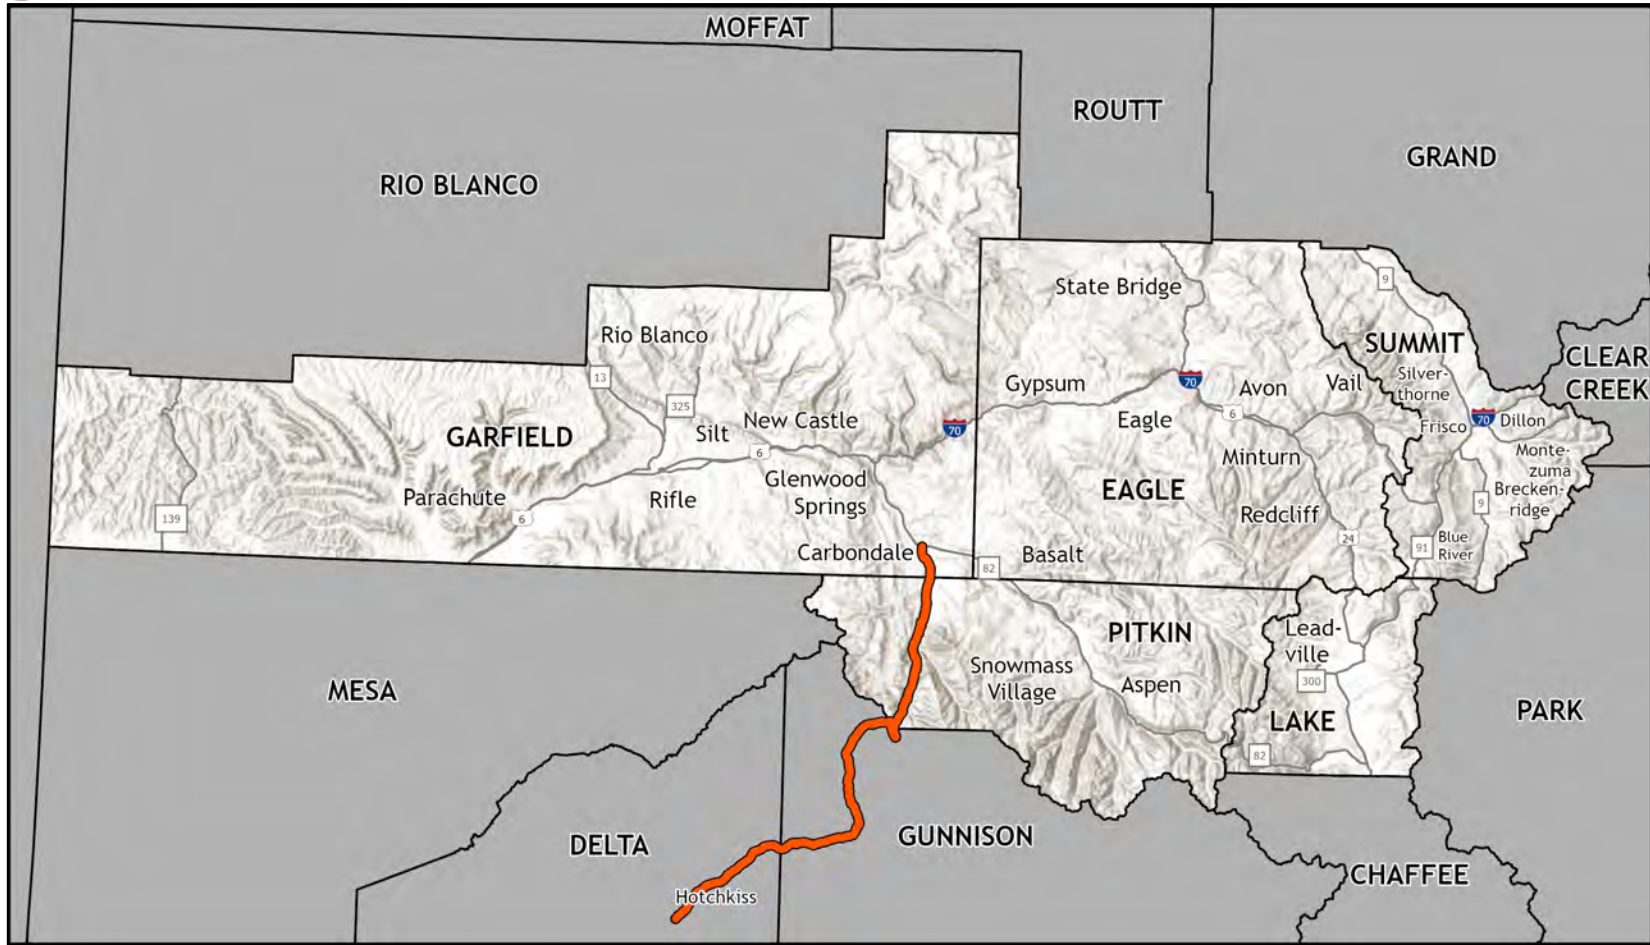 MOFFAT
ROUTT
GRAND
RIO BLANCO
State Bridge
9
Rio Blanco
SUMMIT
CLEAR
CREEK
13
70
Gypsum
Avon
Vail
Silver-
thorne
325
New Castle
70
Eagle
6
Frisco
70
Dillon
GARFIELD
Silt
6
Minturn
Monte-
zuma
Glenwood
Springs
EAGLE
Brecken-
ridge
Parachute
Rifle
9
139
6
Redcliff
24
91
Blue
River
Carbondale
82
Basalt
PITKIN
Lead-
ville
MESA
Snowmass
Village
Aspen
300
LAKE
PARK
82
DELTA
GUNNISON
CHAFFEE
Hotchkiss